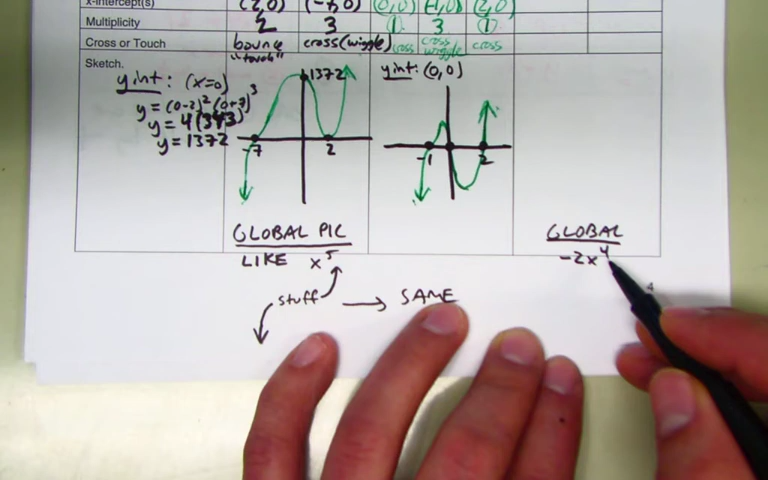 x-intercept(s) (2,0) (-7,0) (0,0) (-1,0) (2,0)
Multiplicity 2 3 1 3 1
Cross or Touch bounce "touch" cross (wiggle) cross cross wiggle cross
Sketch.
y int: (x=0)
y = (0-2)²(0+7)³
y = 4(343)
y = 1372
1372
-7 2
y int: (0,0)
-1 2
GLOBAL PIC
LIKE x⁵
stuff → SAME
GLOBAL
-2x⁴
4